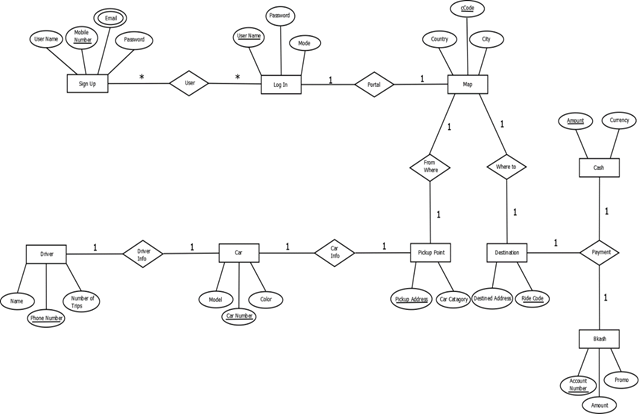 cCode
Email
Password
User Name
Mobile
Number
Password
User Name
Mode
Country
City
Sign Up
*
User
*
Log In
1
Portal
1
Map
Amount
Currency
1
1
From
Where
Where to
Cash
1
1
1
Driver
1
Driver
Info
1
Car
1
Car
Info
1
Pickup Point
Destination
1
Payment
Name
Number of
Trips
Phone Number
Model
Color
Car Number
Pickup Address
Car Catagory
Destined Address
Ride Code
1
Bkash
Account
Number
Promo
Amount